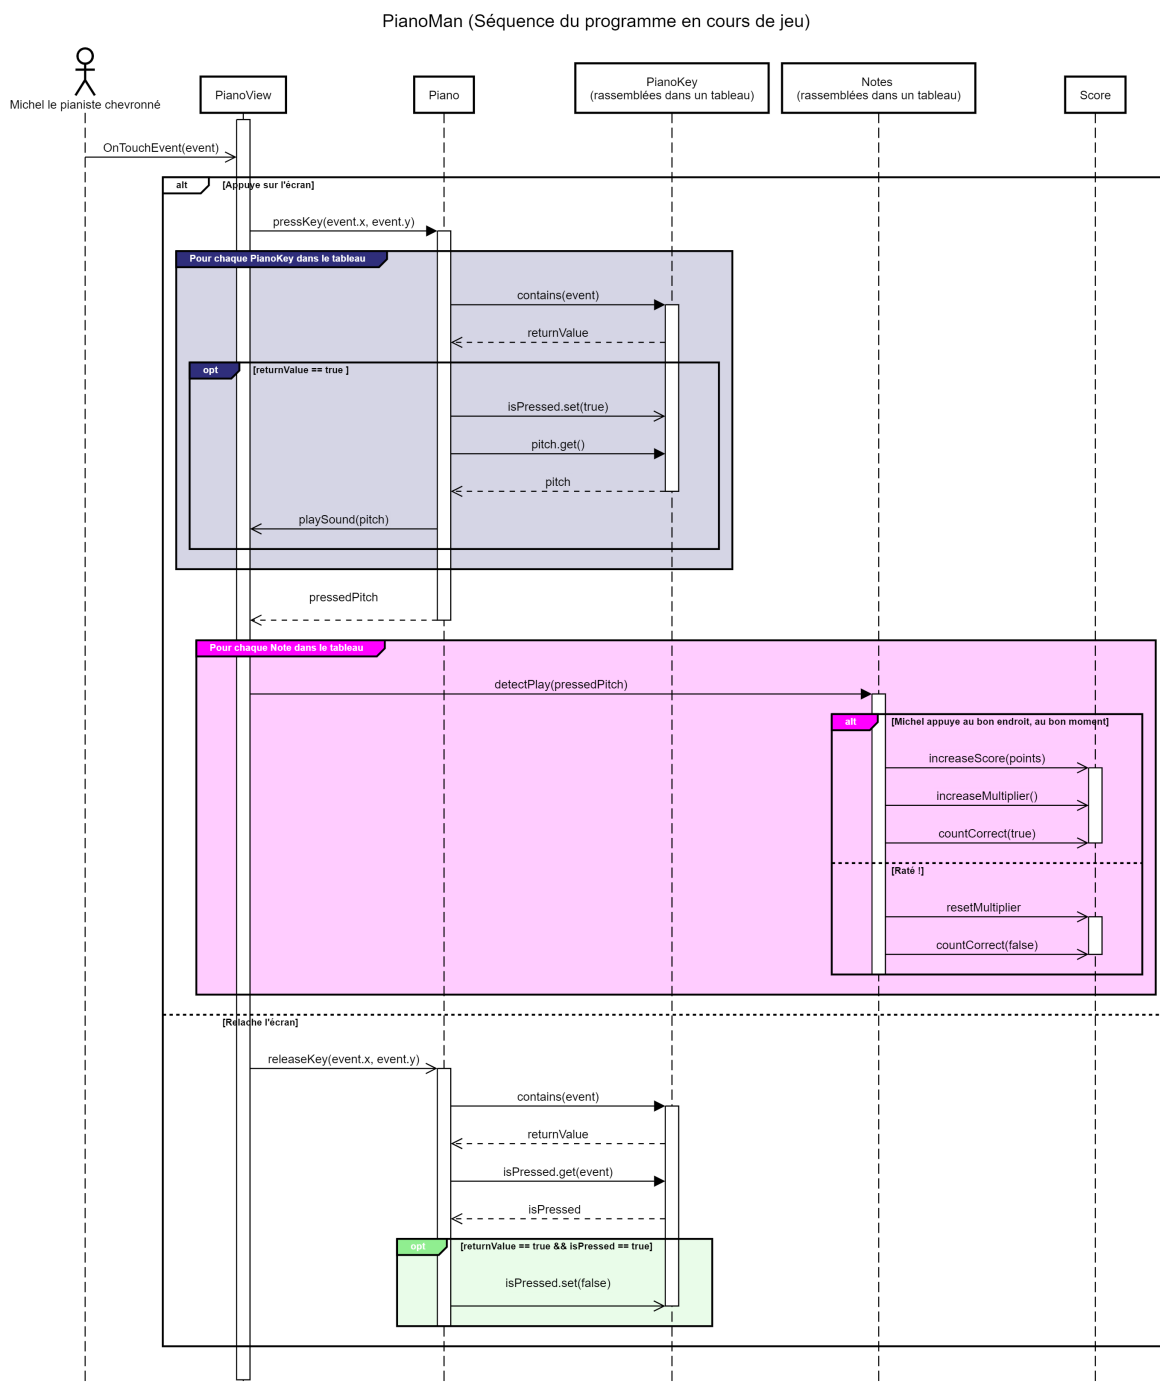 PianoMan (Séquence du programme en cours de jeu)
Michel le pianiste chevronné
PianoView
Piano
PianoKey
(rassemblées dans un tableau)
Notes
(rassemblées dans un tableau)
Score
OnTouchEvent(event)
alt
[Appuye sur l'écran]
pressKey(event.x, event.y)
Pour chaque PianoKey dans le tableau
contains(event)
returnValue
opt
[returnValue == true ]
isPressed.set(true)
pitch.get()
pitch
playSound(pitch)
pressedPitch
Pour chaque Note dans le tableau
detectPlay(pressedPitch)
alt
[Michel appuye au bon endroit, au bon moment]
increaseScore(points)
increaseMultiplier()
countCorrect(true)
[Raté !]
resetMultiplier
countCorrect(false)
[Relache l'écran]
releaseKey(event.x, event.y)
contains(event)
returnValue
isPressed.get(event)
isPressed
opt
[returnValue == true && isPressed == true]
isPressed.set(false)